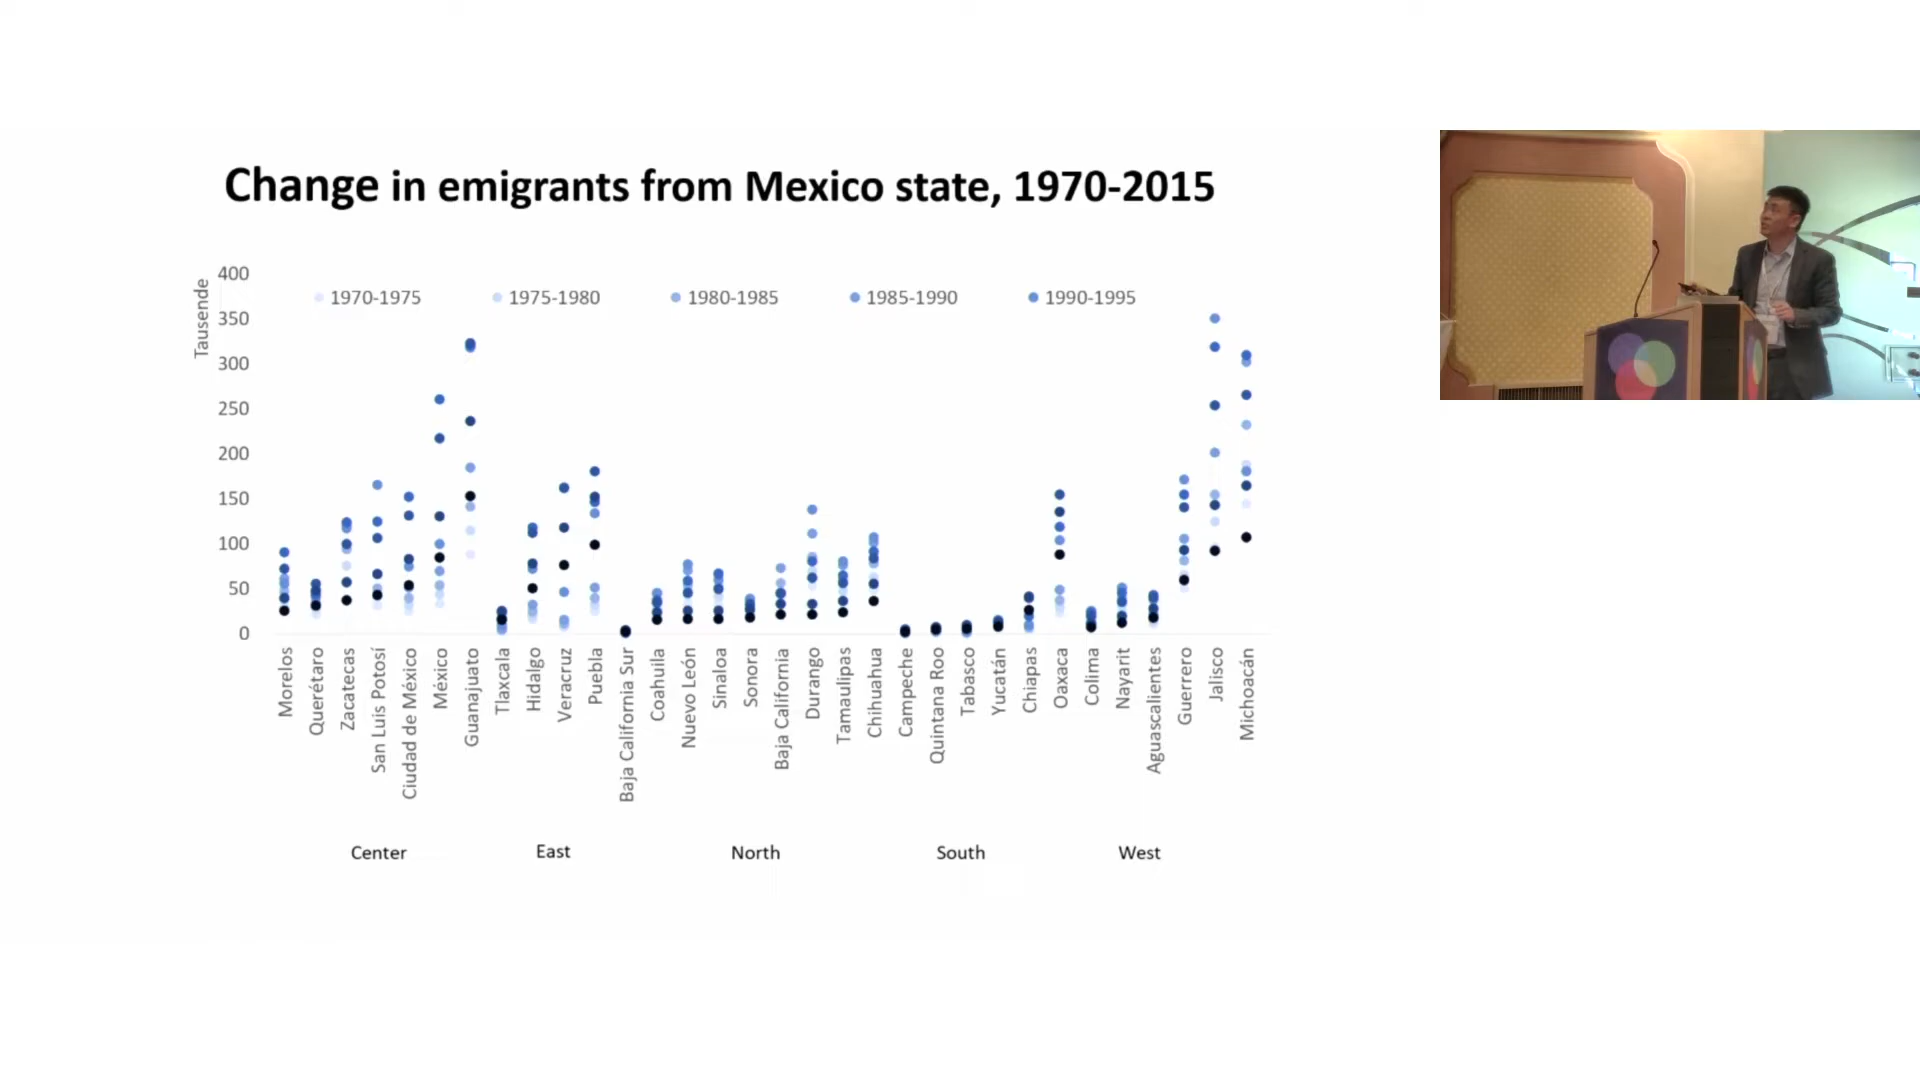 Change in emigrants from Mexico state, 1970-2015
Tausende
400
350
300
250
200
150
100
50
0
1970-1975
1975-1980
1980-1985
1985-1990
1990-1995
Morelos
Querétaro
Zacatecas
San Luis Potosí
Ciudad de México
México
Guanajuato
Tlaxcala
Hidalgo
Veracruz
Puebla
Baja California Sur
Coahuila
Nuevo León
Sinaloa
Sonora
Baja California
Durango
Tamaulipas
Chihuahua
Campeche
Quintana Roo
Tabasco
Yucatán
Chiapas
Oaxaca
Colima
Nayarit
Aguascalientes
Guerrero
Jalisco
Michoacán
Center
East
North
South
West